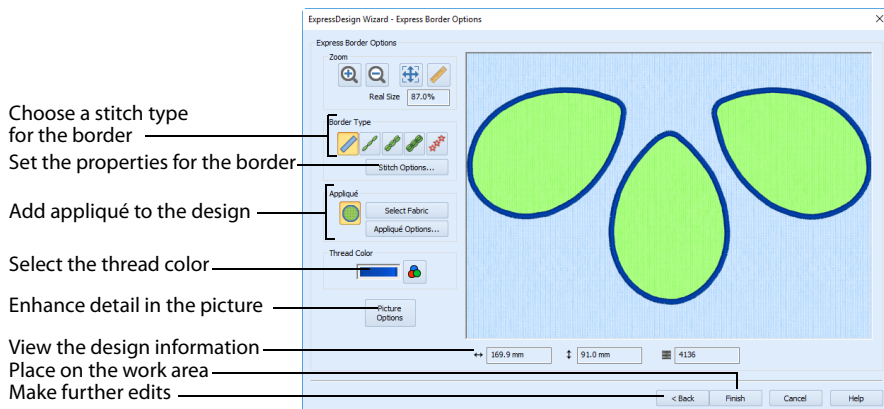 ExpressDesign Wizard - Express Border Options
Express Border Options
Zoom
Real Size 87.0%
Choose a stitch type
for the border
Border Type
Set the properties for the border
Stitch Options...
Appliqué
Add appliqué to the design
Select Fabric
Appliqué Options...
Thread Color
Select the thread color
Enhance detail in the picture
Picture
Options
View the design information
169.9 mm 91.0 mm 4136
Place on the work area
Make further edits
< Back Finish Cancel Help